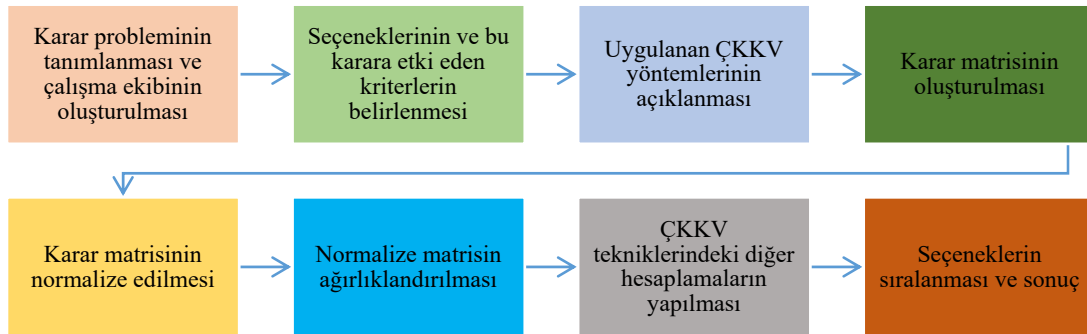 Karar probleminin
tanımlanması ve
çalışma ekibinin
oluşturulması
Seçeneklerinin ve bu
karara etki eden
kriterlerin
belirlenmesi
Uygulanan ÇKKV
yöntemlerinin
açıklanması
Karar matrisinin
oluşturulması
Karar matrisinin
normalize edilmesi
Normalize matrisin
ağırlıklandırılması
ÇKKV
tekniklerindeki diğer
hesaplamaların
yapılması
Seçeneklerin
sıralanması ve sonuç